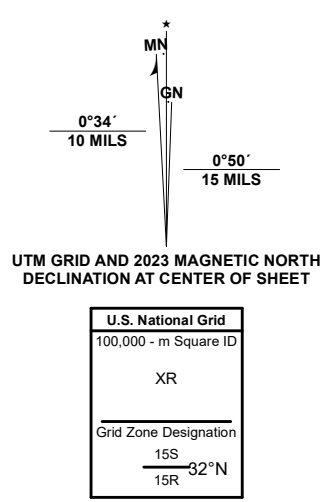 ★
MN
GN
0°34´
10 MILS
0°50´
15 MILS
UTM GRID AND 2023 MAGNETIC NORTH
DECLINATION AT CENTER OF SHEET
U.S. National Grid
100,000 - m Square ID
XR
Grid Zone Designation
15S
32°N
15R